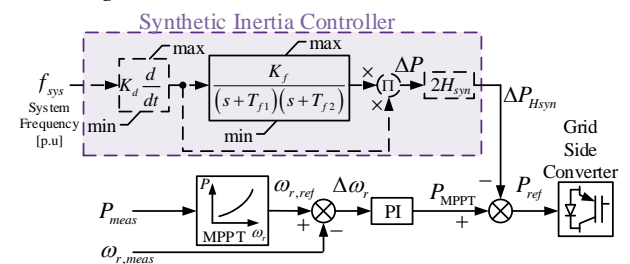 Synthetic Inertia Controller
max
max
f_sys
System
Frequency
[p.u]
K_d d/dt
min
K_f
(s+T_f1)(s+T_f2)
min
×
×
Π
ΔP
2H_syn
ΔP_Hsyn
Grid
Side
Converter
P_meas
P
MPPT
ω_r
ω_r,ref
+
−
Δω_r
PI
P_MPPT
+
−
P_ref
ω_r,meas